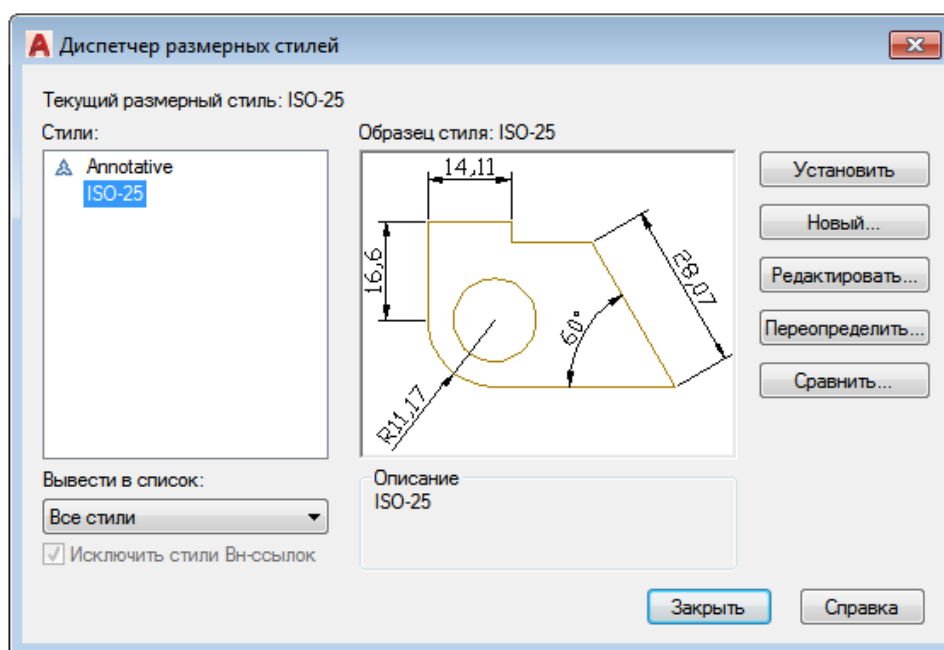 Диспетчер размерных стилей
Текущий размерный стиль: ISO-25
Стили:
Annotative
ISO-25
Образец стиля: ISO-25
14,11
16,6
28,07
60°
R11,17
Установить
Новый...
Редактировать...
Переопределить...
Сравнить...
Вывести в список:
Все стили
Исключить стили Вн-ссылок
Описание
ISO-25
Закрыть
Справка